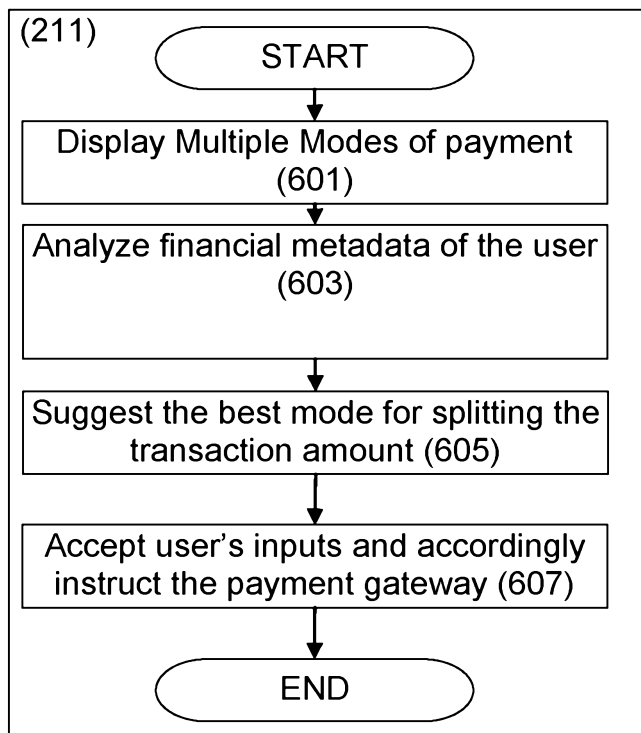 (211)
START
Display Multiple Modes of payment
(601)
Analyze financial metadata of the user
(603)
Suggest the best mode for splitting the
transaction amount (605)
Accept user's inputs and accordingly
instruct the payment gateway (607)
END